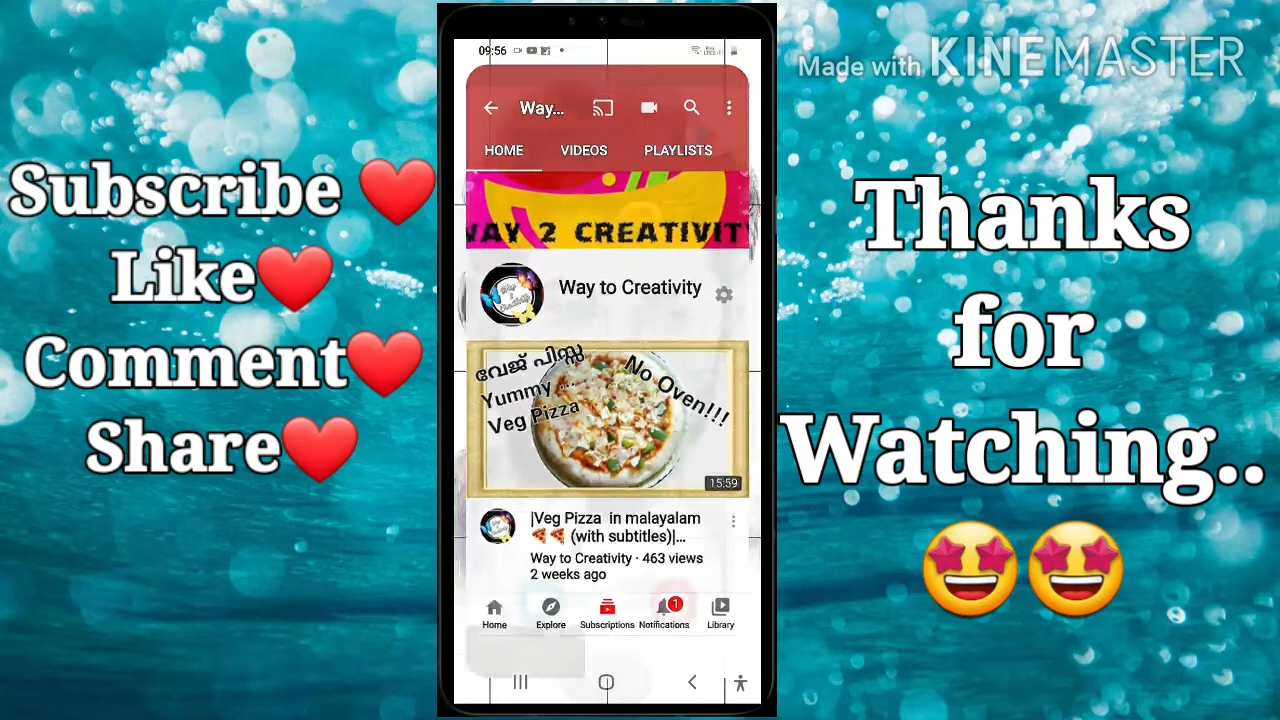 Subscribe ❤️
Like❤️
Comment❤️
Share❤️
09:56
Way...
HOME VIDEOS PLAYLISTS
WAY 2 CREATIVITY
Way to Creativity
വേജ് പിസ്സ
Yummy ...
Veg Pizza
No Oven!!!
15:59
|Veg Pizza in malayalam
🍕🍕 (with subtitles)|...
Way to Creativity · 463 views
2 weeks ago
1
Home Explore Subscriptions Notifications Library
Made with KINEMASTER
Thanks
for
Watching..
🤩🤩